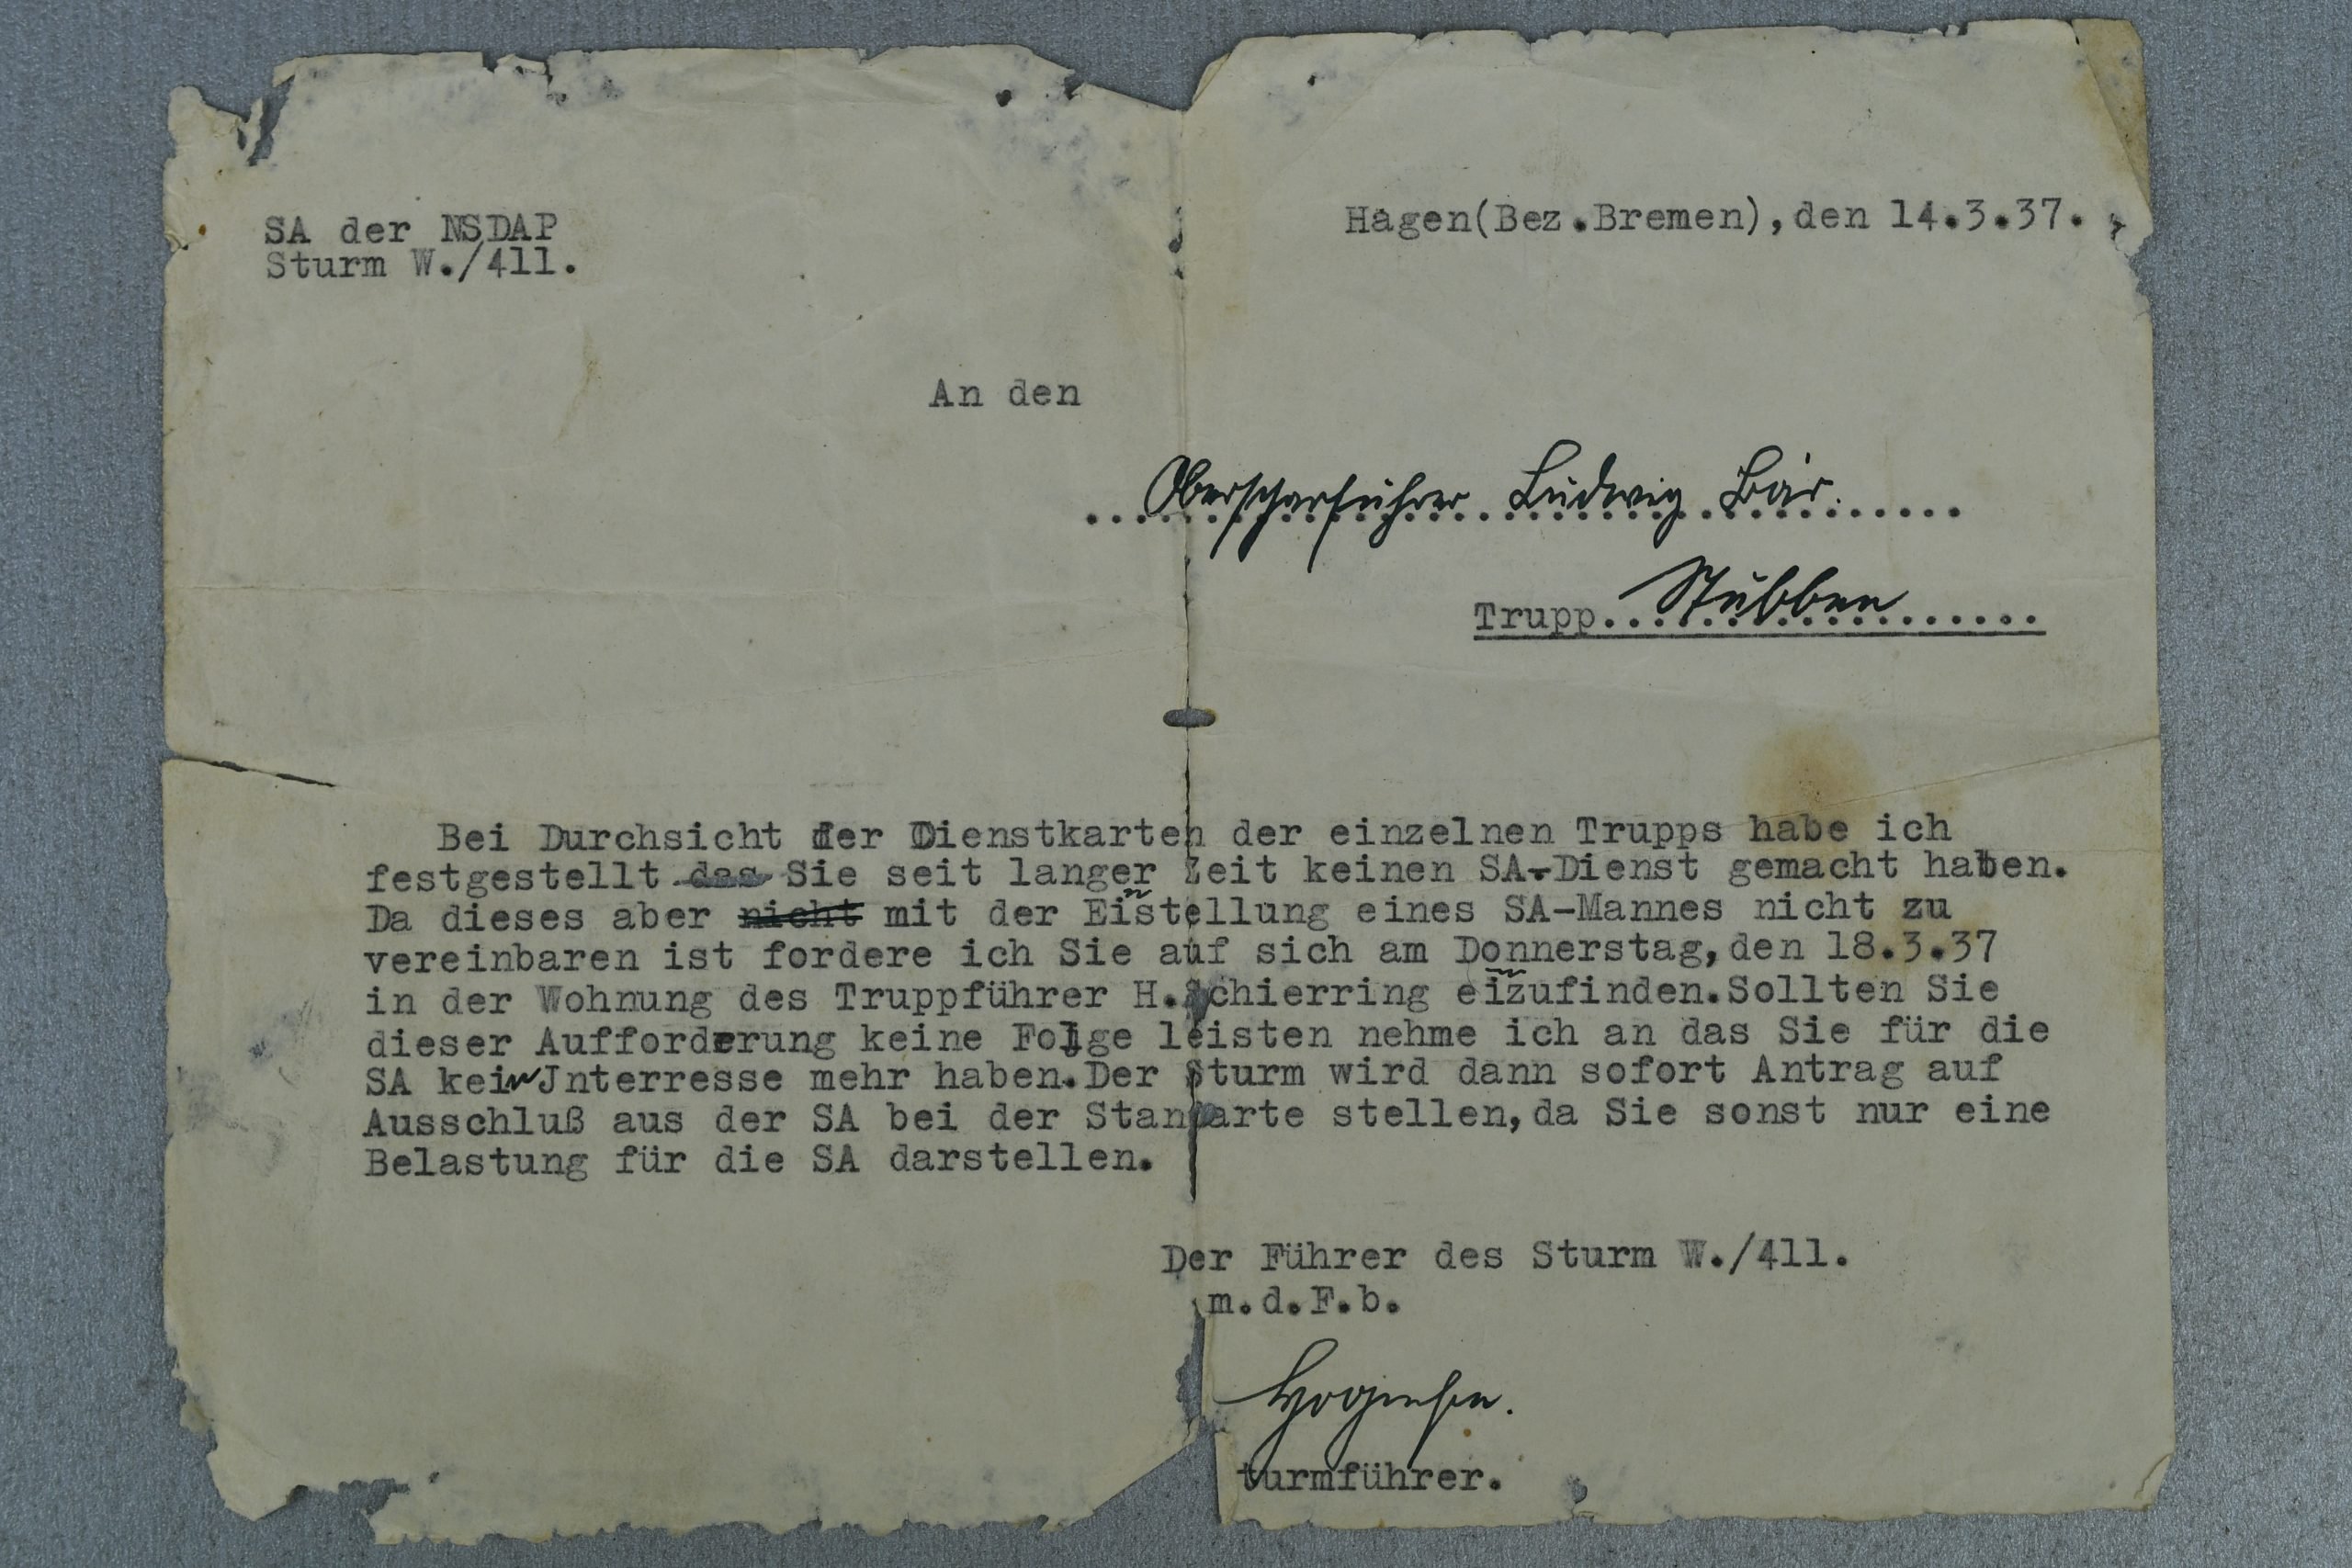 SA der NSDAP
Sturm W./411.
Hagen(Bez.Bremen),den 14.3.37.
An den
Oberscharführer Ludwig Bär.
Trupp Stubben
Bei Durchsicht der Dienstkarten der einzelnen Trupps habe ich
festgestellt das Sie seit langer Zeit keinen SA-Dienst gemacht haben.
Da dieses aber nicht mit der Einstellung eines SA-Mannes nicht zu
vereinbaren ist fordere ich Sie auf sich am Donnerstag,den 18.3.37
in der Wohnung des Truppführer H.Schierring einzufinden.Sollten Sie
dieser Aufforderung keine Folge leisten nehme ich an das Sie für die
SA kein Jnterresse mehr haben.Der Sturm wird dann sofort Antrag auf
Ausschluß aus der SA bei der Standarte stellen,da Sie sonst nur eine
Belastung für die SA darstellen.
Der Führer des Sturm W./411.
m.d.F.b.
turmführer.